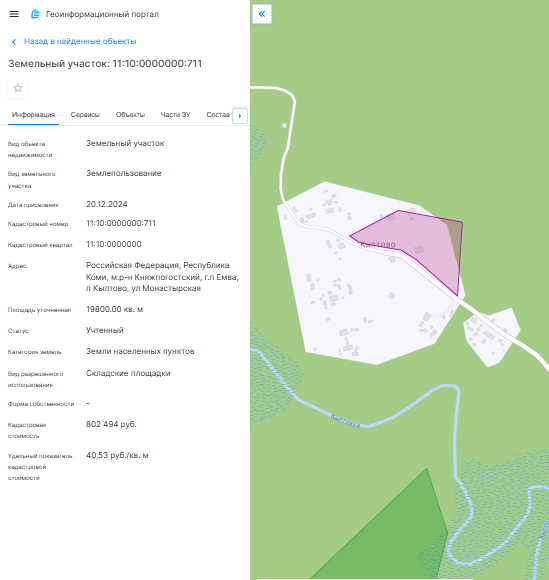 Геоинформационный портал
Назад в найденные объекты
Земельный участок: 11:10:0000000:711
Информация Сервисы Объекты Части ЗУ Состав
Вид объекта
недвижимости
Земельный участок
Вид земельного
участка
Землепользование
Дата присвоения
20.12.2024
Кадастровый номер
11:10:0000000:711
Кадастровый квартал
11:10:0000000
Адрес
Российская Федерация, Республика
Коми, м.р-н Княжпогостский, г.п Емва,
п Кылтово, ул Монастырская
Площадь уточненная
19800.00 кв. м
Статус
Учтенный
Категория земель
Земли населенных пунктов
Вид разрешенного
использования
Складские площадки
Форма собственности
-
Кадастровая
стоимость
802 494 руб.
Удельный показатель
кадастровой
стоимости
40,53 руб./кв. м
Кылтово